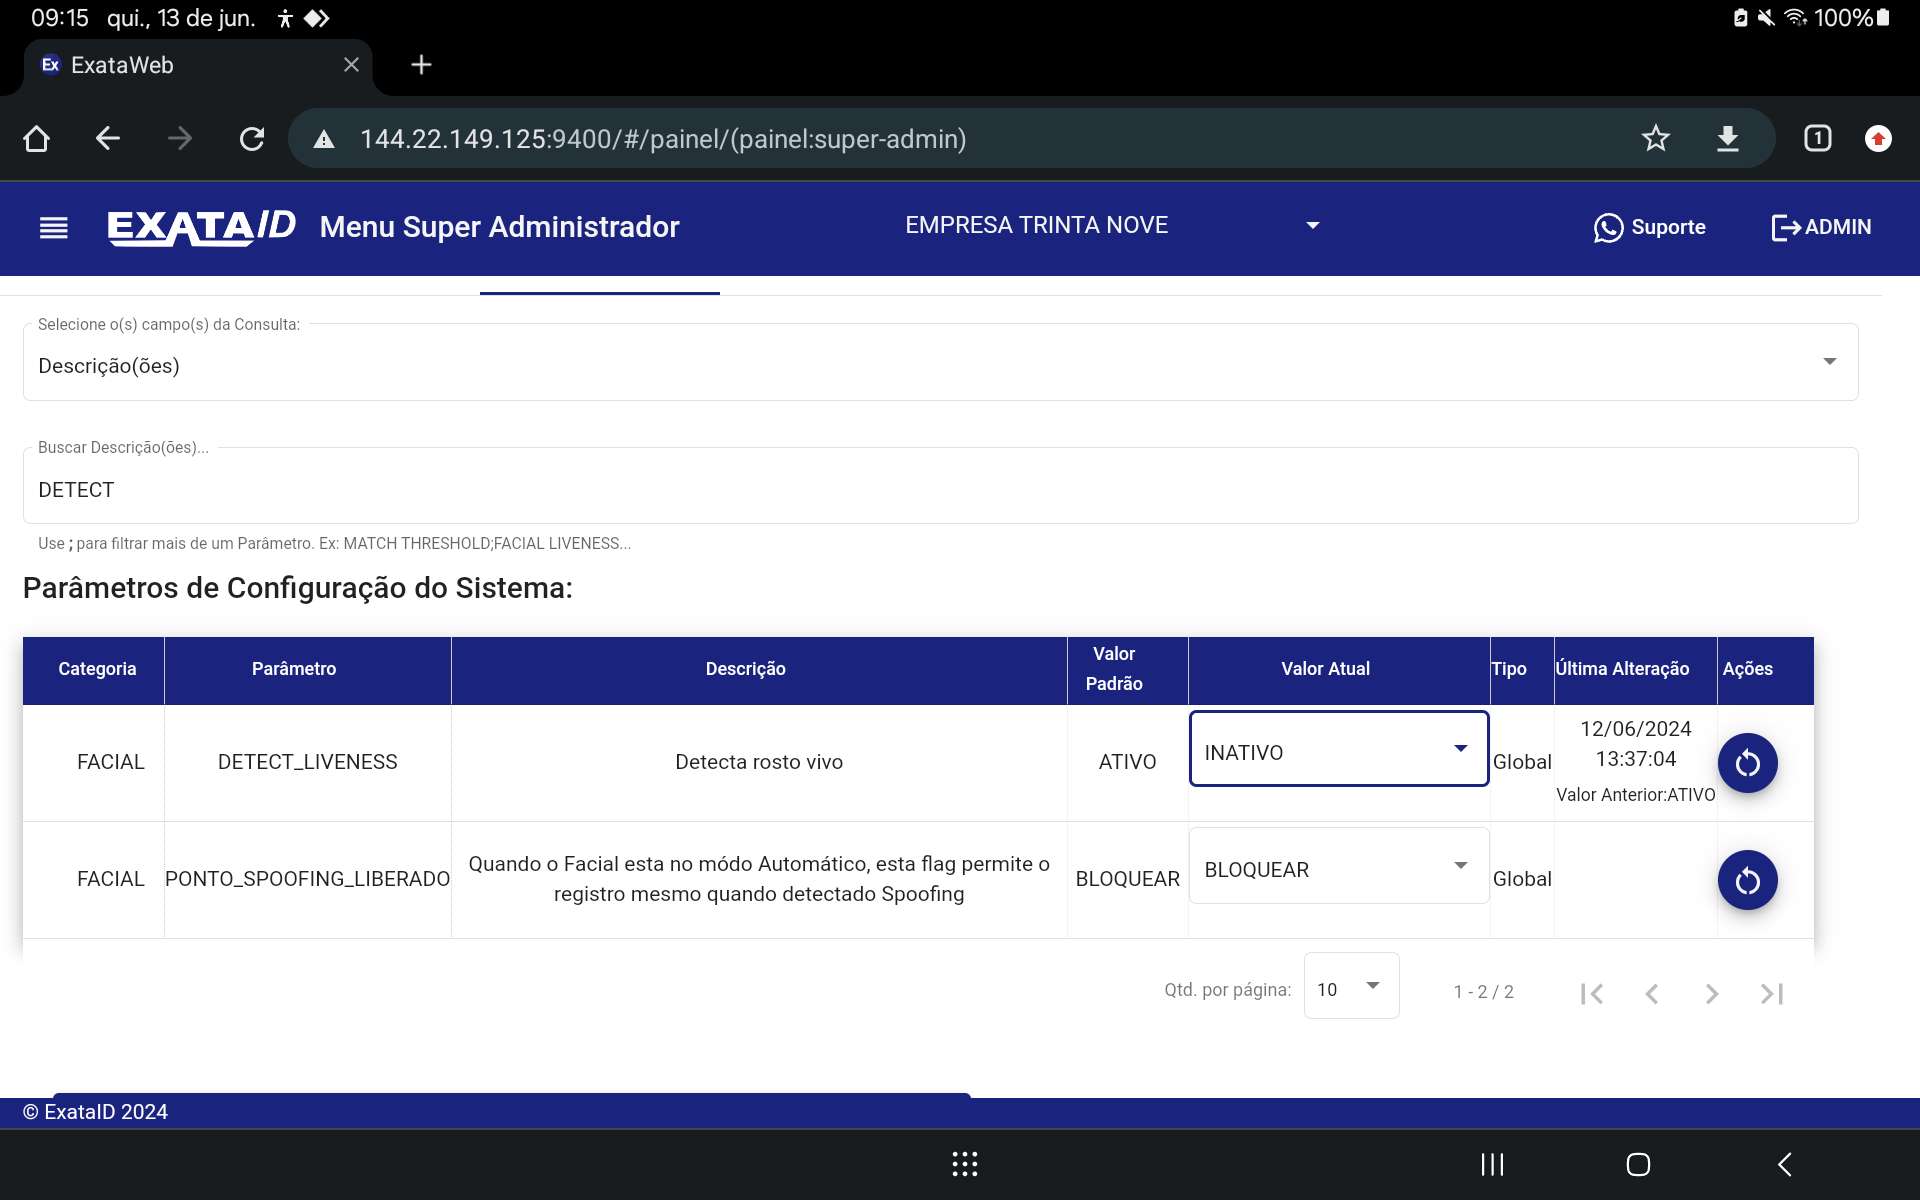 09:15 qui., 13 de jun.
100%
Ex ExataWeb
144.22.149.125:9400/#/painel/(painel:super-admin)
1
EXATA ID Menu Super Administrador EMPRESA TRINTA NOVE Suporte ADMIN
Selecione o(s) campo(s) da Consulta:
Descrição(ões)
Buscar Descrição(ões)...
DETECT
Use ; para filtrar mais de um Parâmetro. Ex: MATCH THRESHOLD;FACIAL LIVENESS...
Parâmetros de Configuração do Sistema:
Categoria Parâmetro Descrição Valor Padrão Valor Atual Tipo Última Alteração Ações
FACIAL DETECT_LIVENESS Detecta rosto vivo ATIVO INATIVO Global 12/06/2024
13:37:04
Valor Anterior:ATIVO
FACIAL PONTO_SPOOFING_LIBERADO Quando o Facial esta no módo Automático, esta flag permite o
registro mesmo quando detectado Spoofing BLOQUEAR BLOQUEAR Global
Qtd. por página: 10 1 - 2 / 2
© ExataID 2024